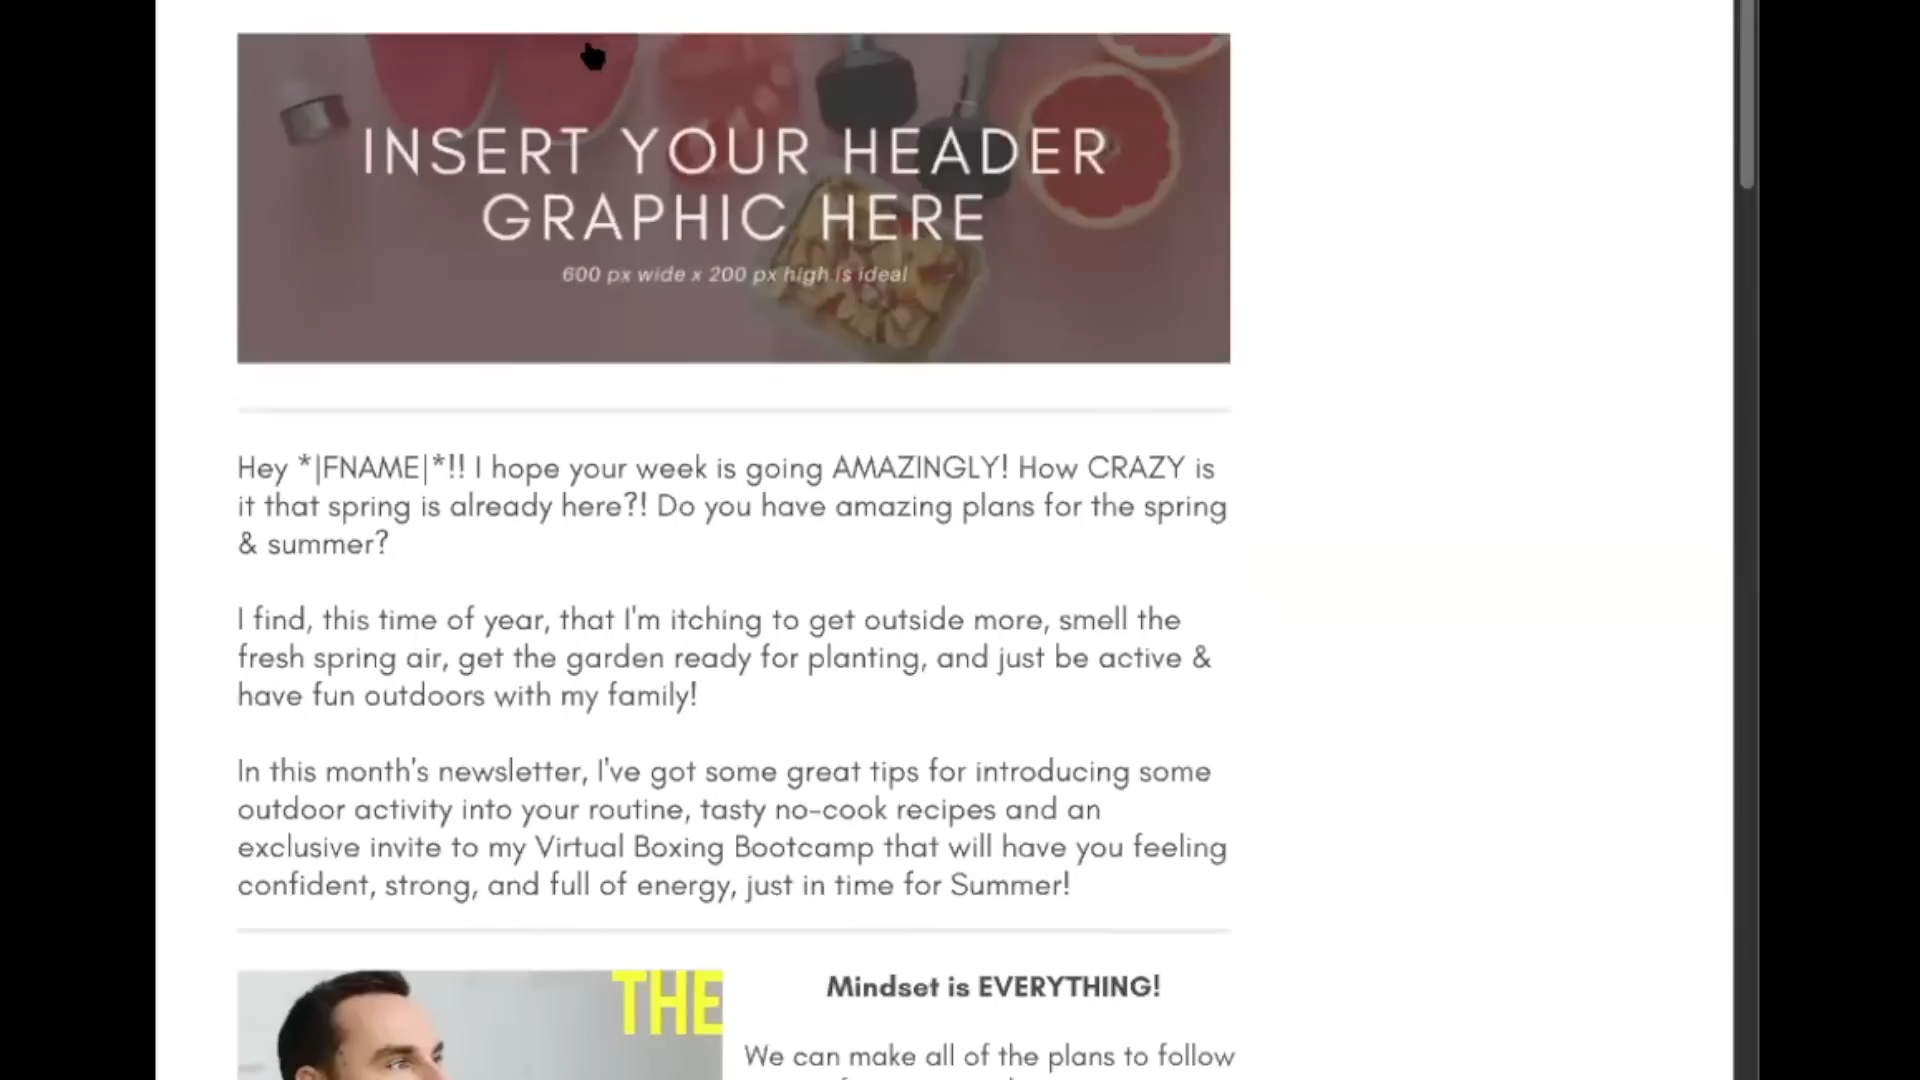 INSERT YOUR HEADER
GRAPHIC HERE
600 px wide x 200 px high is ideal
Hey *|FNAME|*!! I hope your week is going AMAZINGLY! How CRAZY is
it that spring is already here?! Do you have amazing plans for the spring
& summer?
I find, this time of year, that I'm itching to get outside more, smell the
fresh spring air, get the garden ready for planting, and just be active &
have fun outdoors with my family!
In this month's newsletter, I've got some great tips for introducing some
outdoor activity into your routine, tasty no-cook recipes and an
exclusive invite to my Virtual Boxing Bootcamp that will have you feeling
confident, strong, and full of energy, just in time for Summer!
THE
Mindset is EVERYTHING!
We can make all of the plans to follow